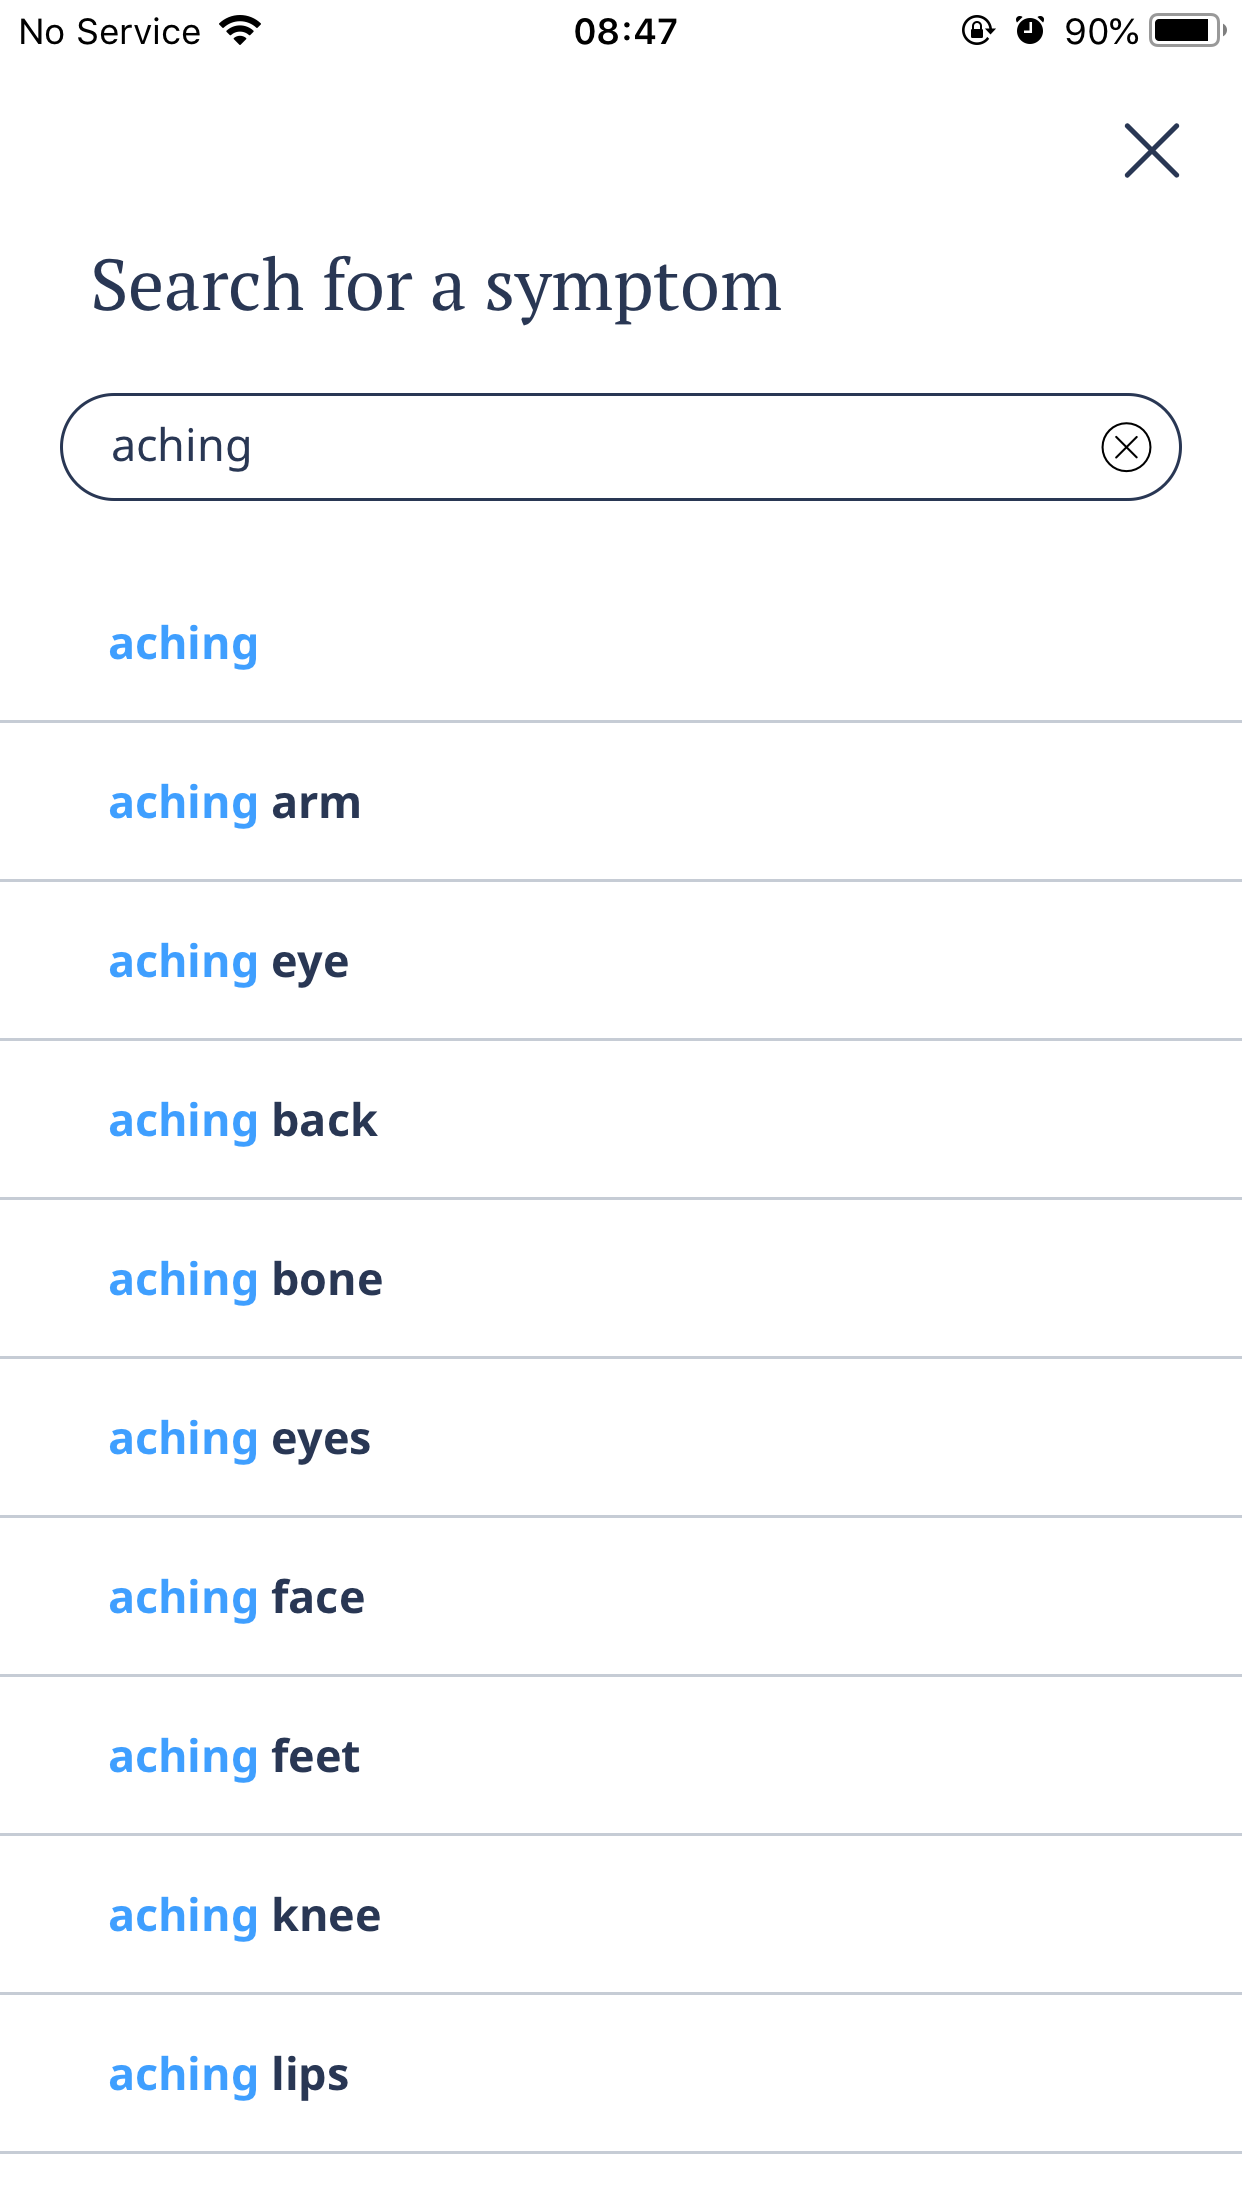 No Service 08:47 90%
Search for a symptom
aching
aching
aching arm
aching eye
aching back
aching bone
aching eyes
aching face
aching feet
aching knee
aching lips